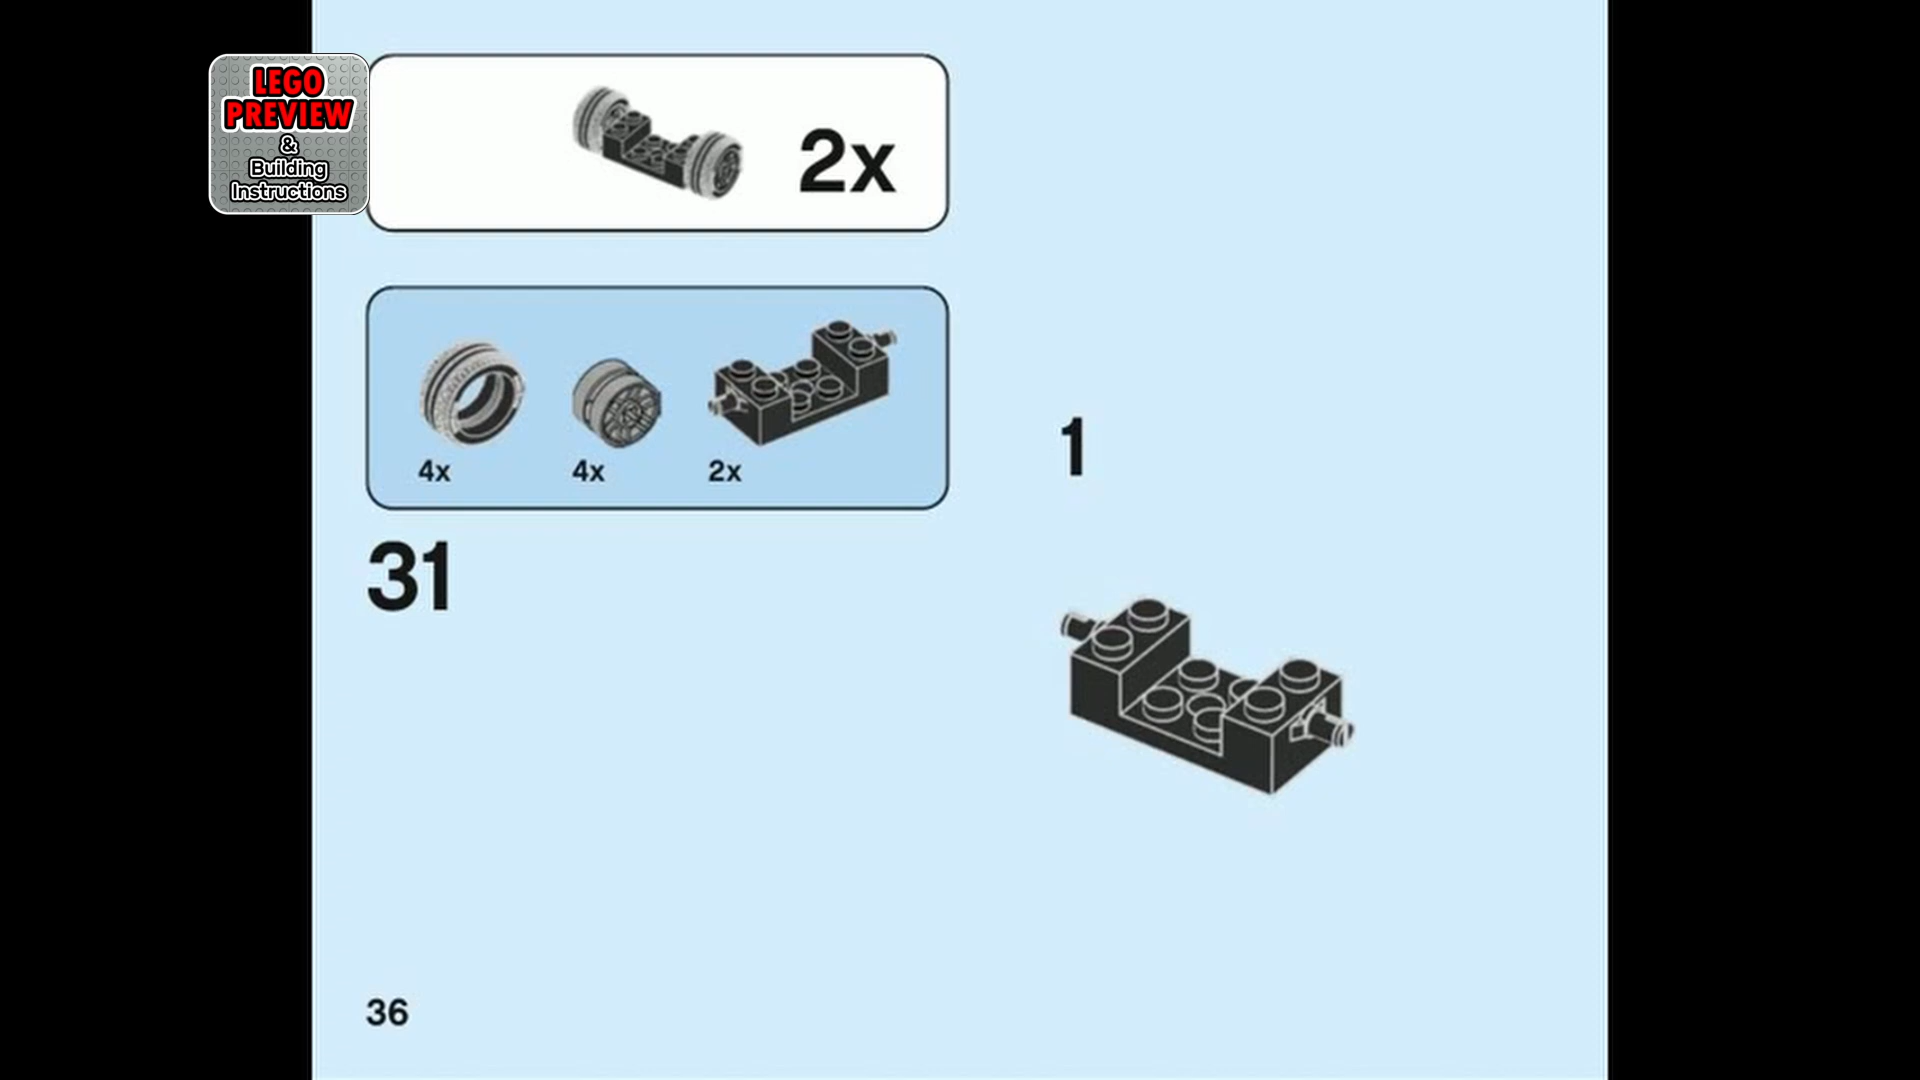 LEGO
PREVIEW
&
Building
Instructions
2x
4x 4x 2x
1
31
36